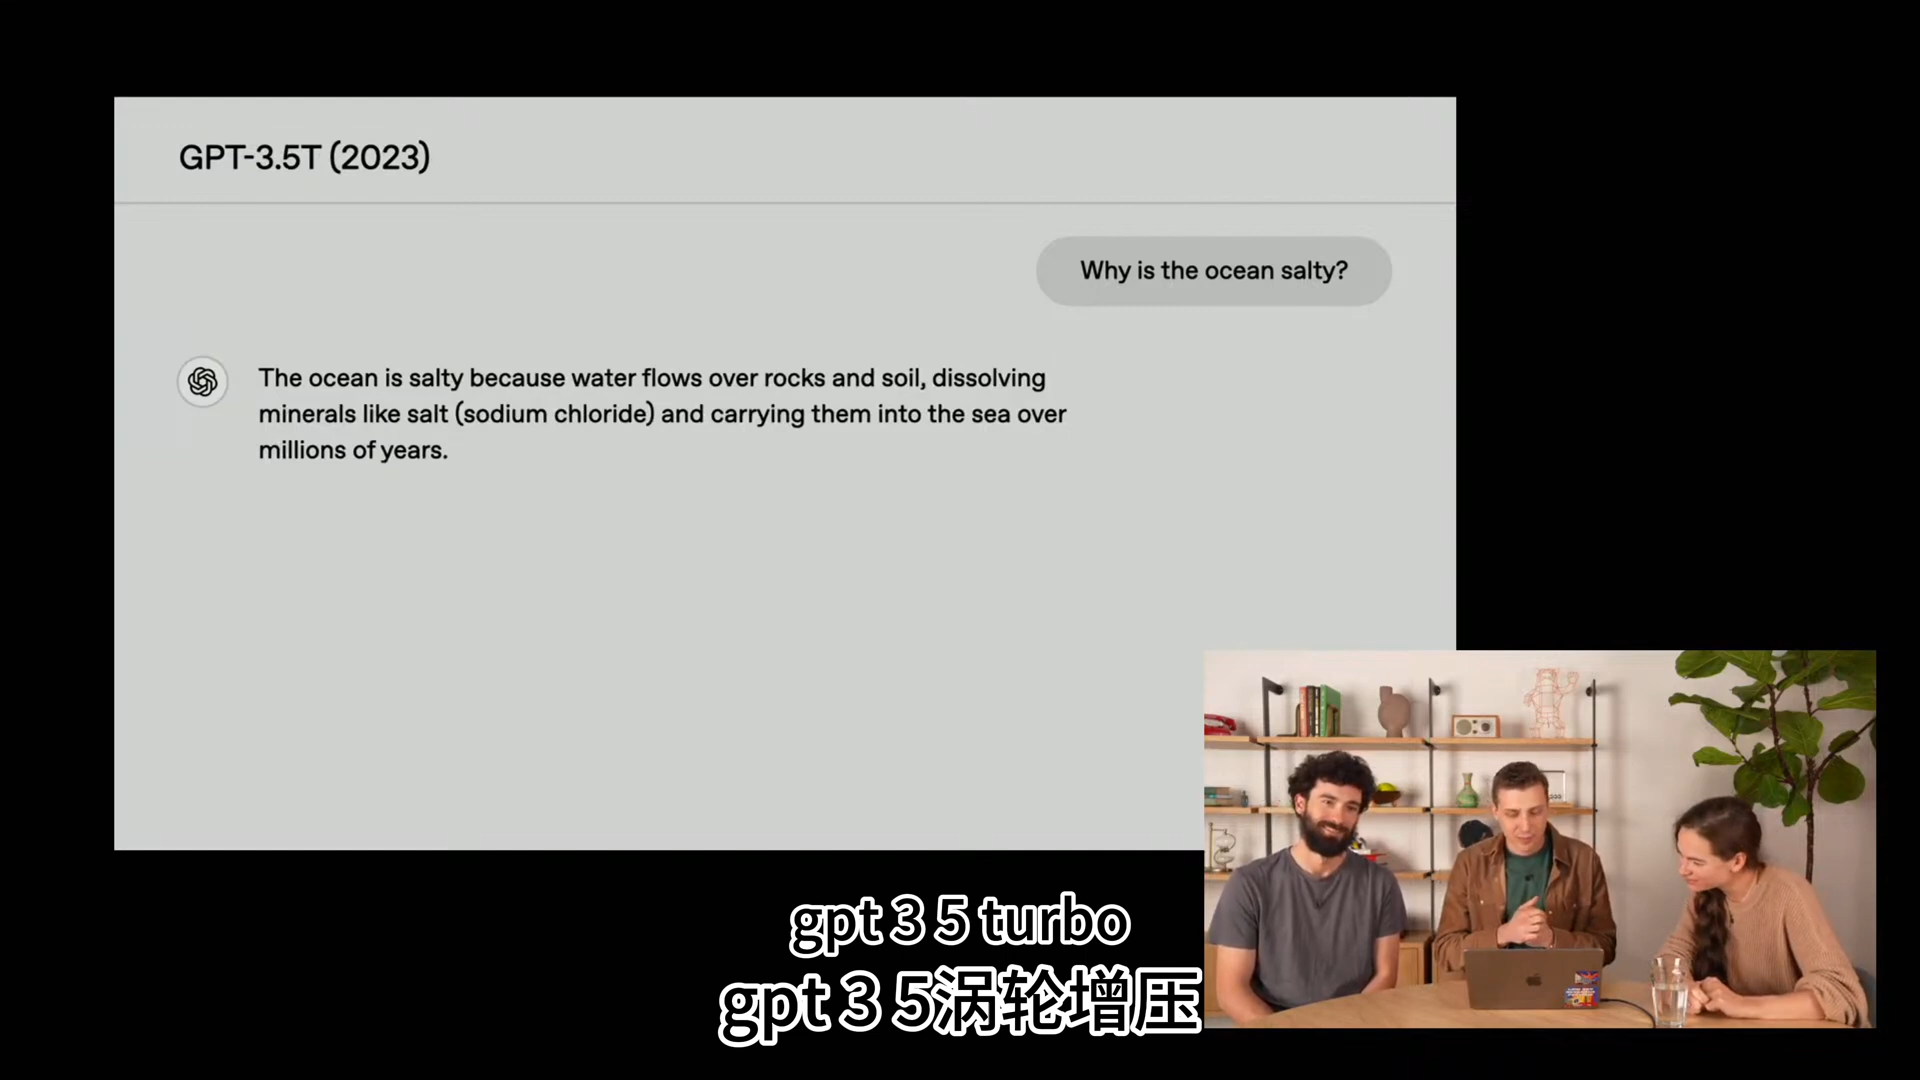 GPT-3.5T (2023)
Why is the ocean salty?
The ocean is salty because water flows over rocks and soil, dissolving
minerals like salt (sodium chloride) and carrying them into the sea over
millions of years.
gpt 3 5 turbo
gpt 3 5涡轮增压